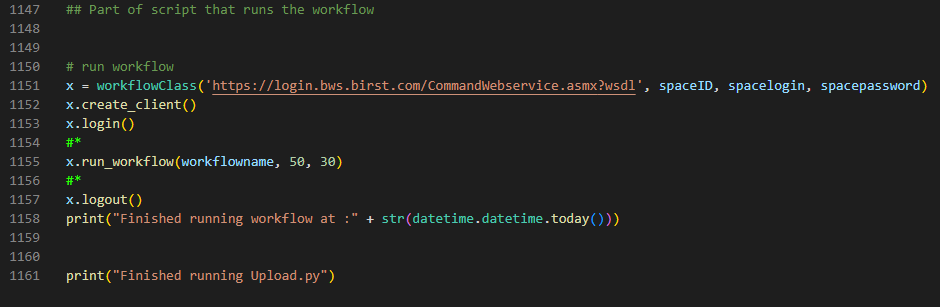 1147 ## Part of script that runs the workflow
1148
1149
1150 # run workflow
1151 x = workflowClass('https://login.bws.birst.com/CommandWebservice.asmx?wsdl', spaceID, spacelogin, spacepassword)
1152 x.create_client()
1153 x.login()
1154 #*
1155 x.run_workflow(workflowname, 50, 30)
1156 #*
1157 x.logout()
1158 print("Finished running workflow at :" + str(datetime.datetime.today()))
1159
1160
1161 print("Finished running Upload.py")